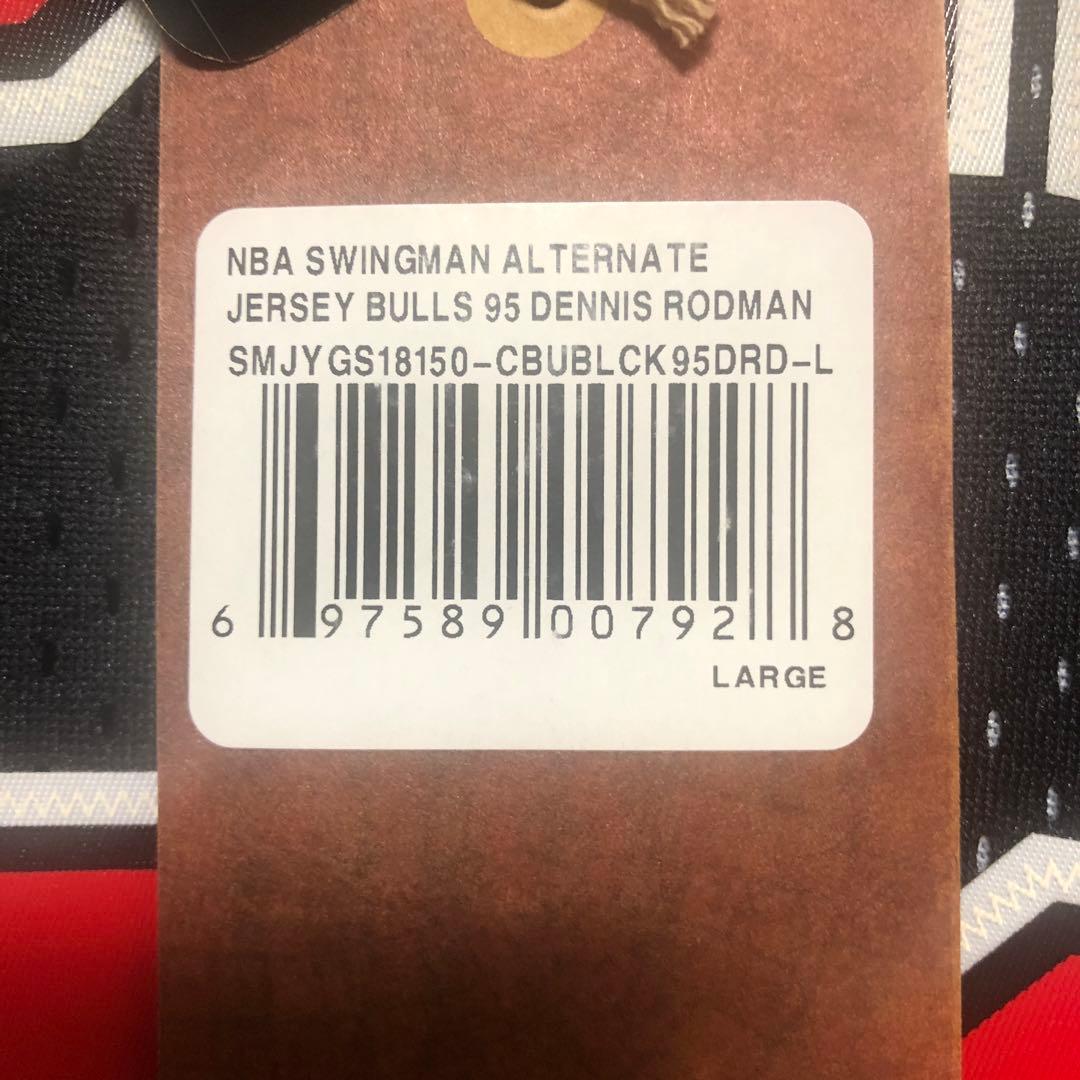 NBA SWINGMAN ALTERNATE
JERSEY BULLS 95 DENNIS RODMAN
SMJYGS18150-CBUBLCK95DRD-L
6 97589 00792 8
LARGE